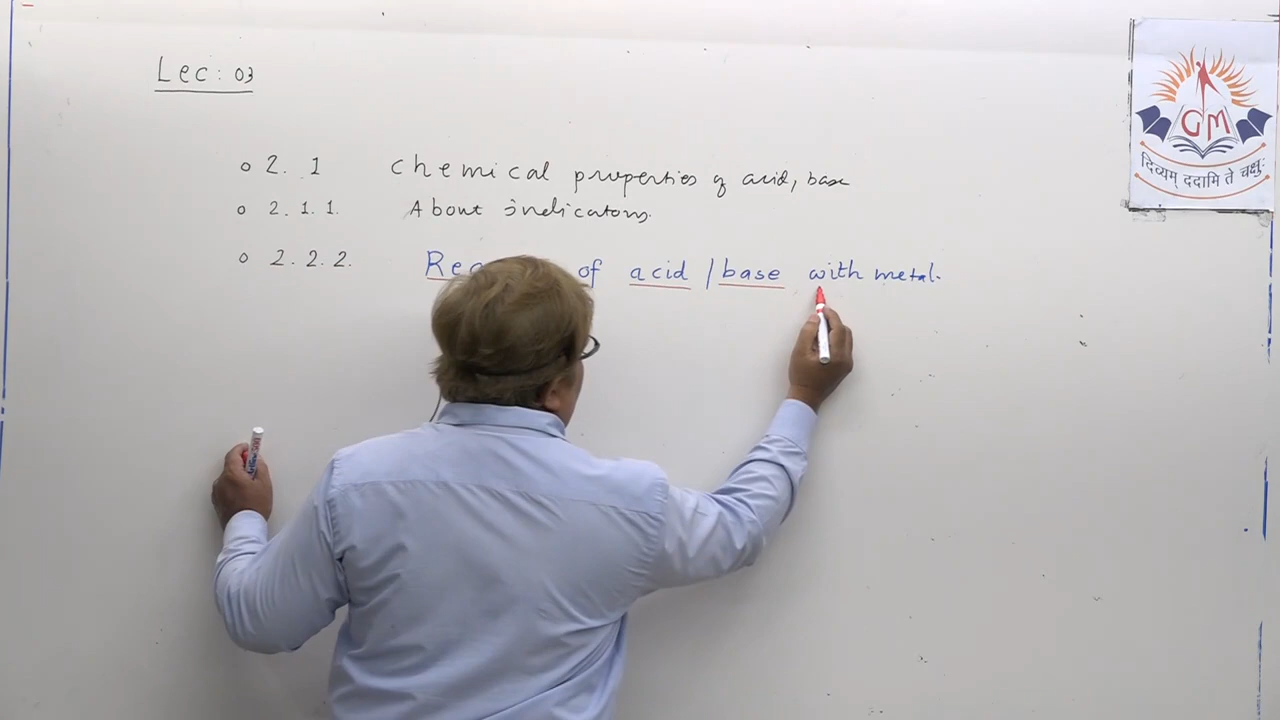 Lec: 03
GM
दिव्यम् ददामि ते चक्षुः
2. 1 Chemical properties of acid, base
2. 1. 1. About indicators.
2. 2. 2. of acid / base with metal.